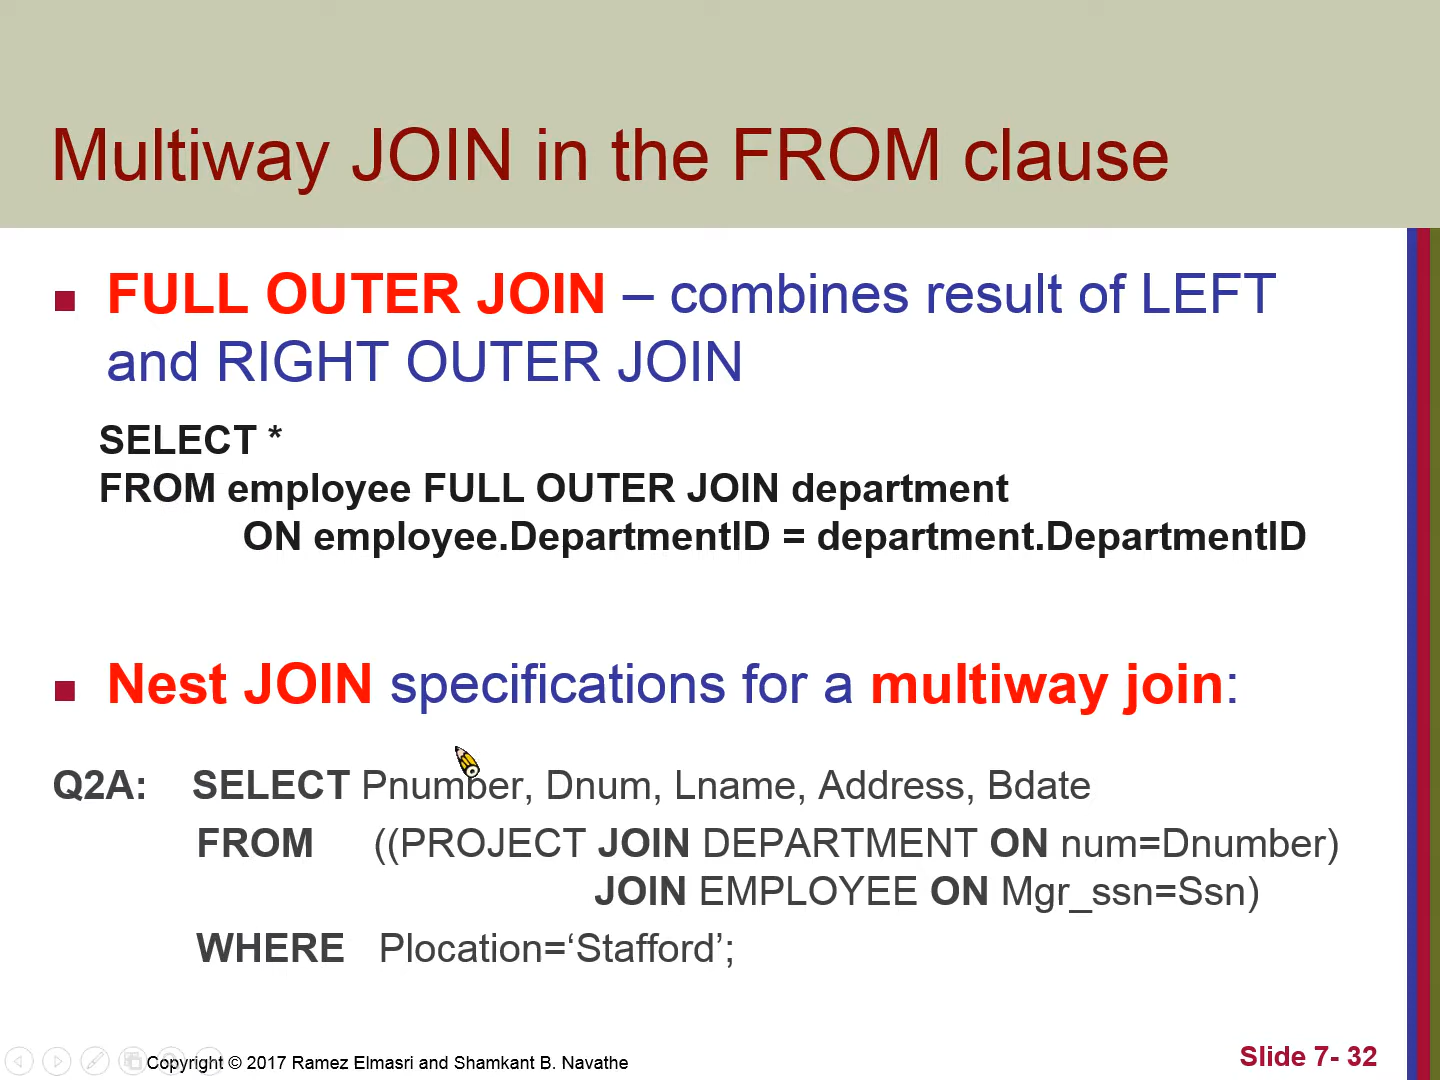 Multiway JOIN in the FROM clause
FULL OUTER JOIN – combines result of LEFT
and RIGHT OUTER JOIN
SELECT *
FROM employee FULL OUTER JOIN department
ON employee.DepartmentID = department.DepartmentID
Nest JOIN specifications for a multiway join:
Q2A: SELECT Pnumber, Dnum, Lname, Address, Bdate
FROM ((PROJECT JOIN DEPARTMENT ON num=Dnumber)
JOIN EMPLOYEE ON Mgr_ssn=Ssn)
WHERE Plocation=‘Stafford’;
Copyright © 2017 Ramez Elmasri and Shamkant B. Navathe
Slide 7- 32